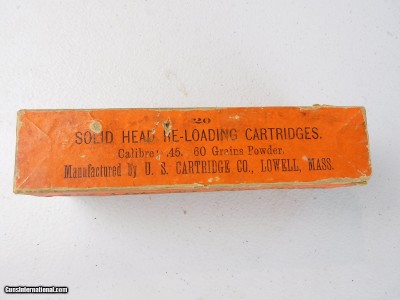 20
SOLID HEAD RE-LOADING CARTRIDGES.
Calibre .45. 60 Grains Powder.
Manufactured by U. S. CARTRIDGE CO., LOWELL, MASS.
GunsInternational.com